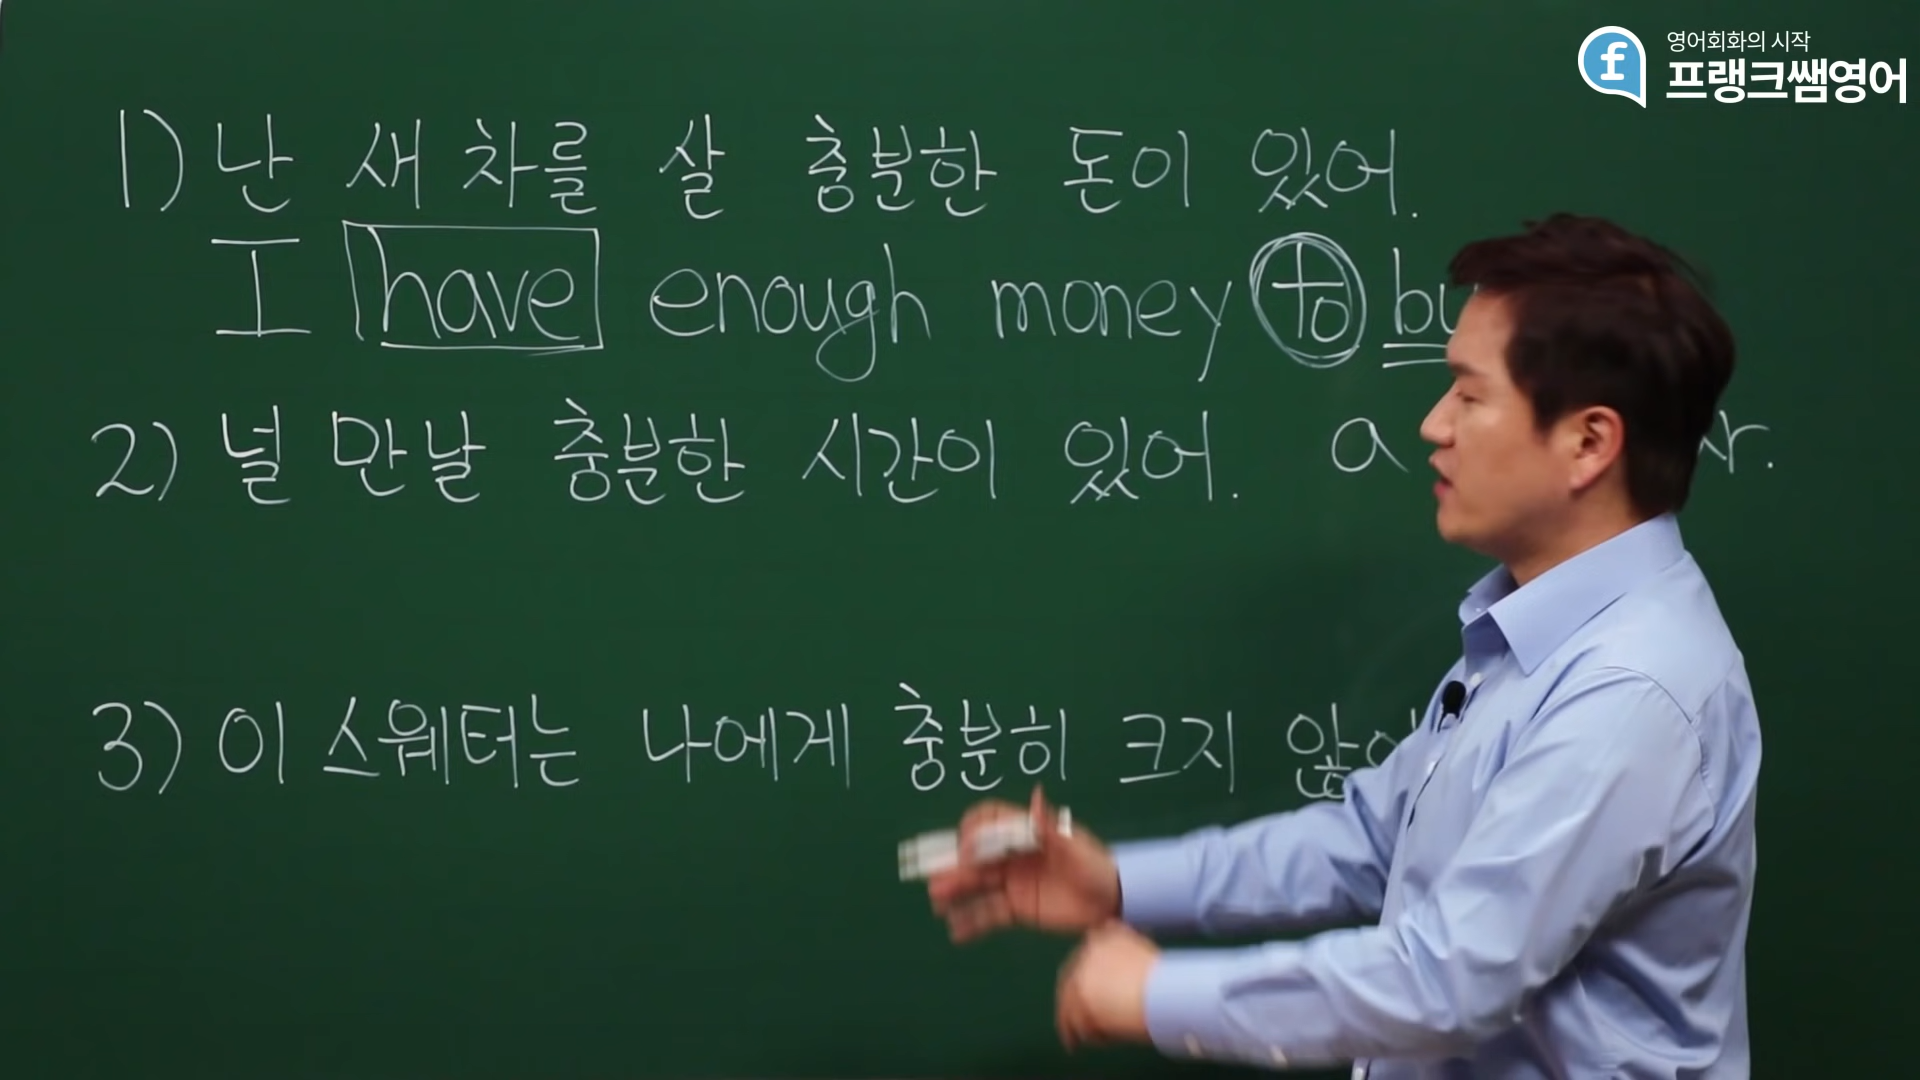 영어회화의 시작
프랭크쌤영어
1) 난 새 차를 살 충분한 돈이 있어.
I have enough money to
2) 널 만날 충분한 시간이 있어. a
3) 이 스웨터는 나에게 충분히 크지